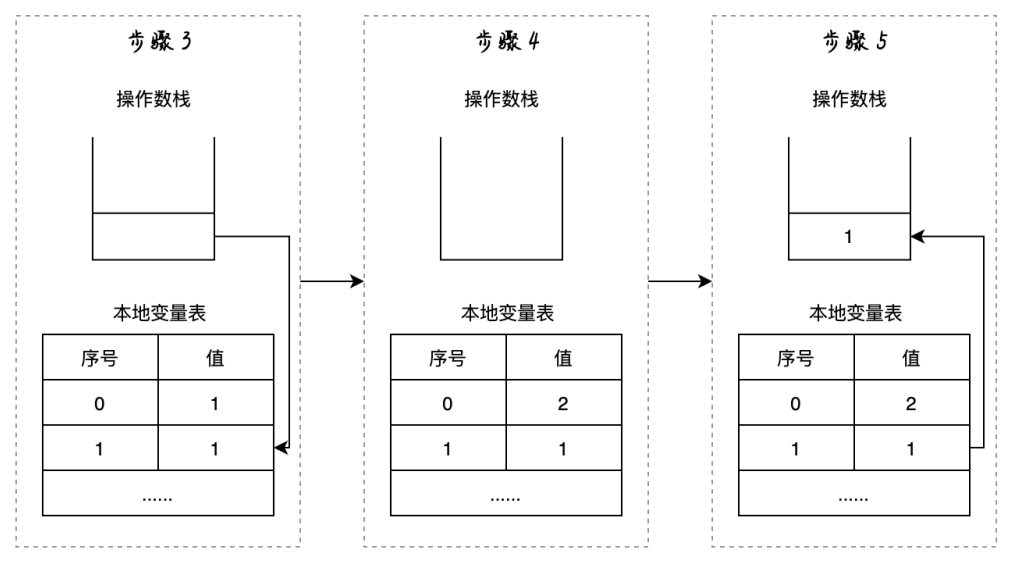 步骤3
操作数栈
本地变量表
序号 值
0 1
1 1
......
步骤4
操作数栈
本地变量表
序号 值
0 2
1 1
......
步骤5
操作数栈
1
本地变量表
序号 值
0 2
1 1
......